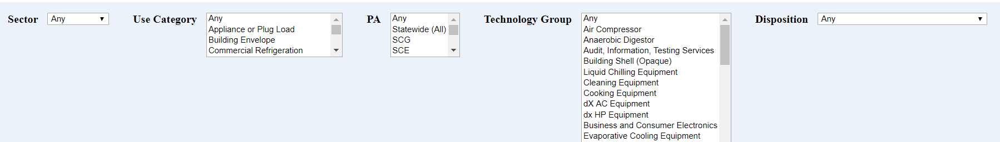 Sector Any
Use Category
Any
Appliance or Plug Load
Building Envelope
Commercial Refrigeration
PA
Any
Statewide (All)
SCG
SCE
Technology Group
Any
Air Compressor
Anaerobic Digestor
Audit, Information, Testing Services
Building Shell (Opaque)
Liquid Chilling Equipment
Cleaning Equipment
Cooking Equipment
dX AC Equipment
dx HP Equipment
Business and Consumer Electronics
Evaporative Cooling Equipment
Disposition Any